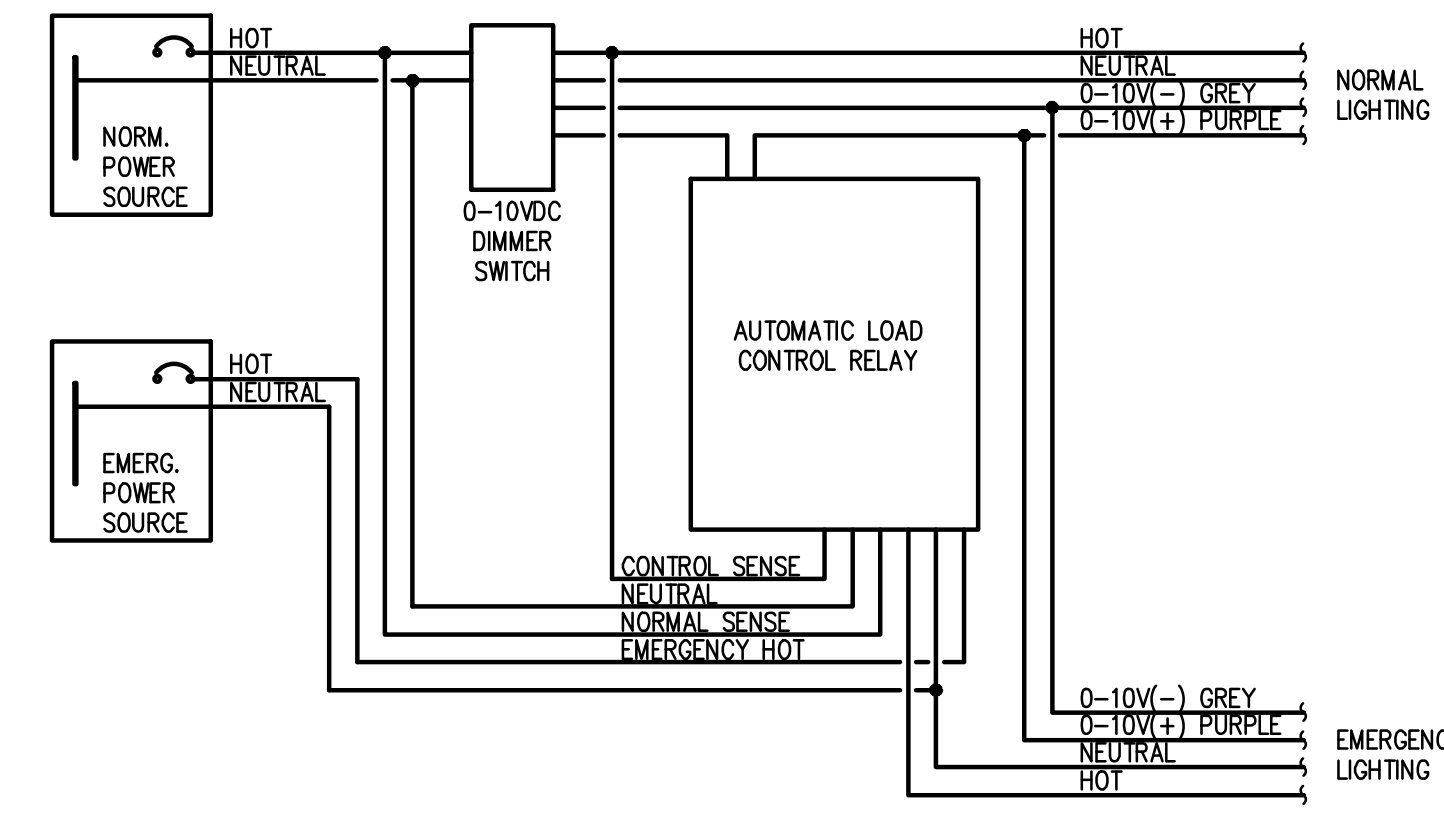 HOT
NEUTRAL
NORM.
POWER
SOURCE
0-10VDC
DIMMER
SWITCH
HOT
NEUTRAL
0-10V(-) GREY
0-10V(+) PURPLE
NORMAL
LIGHTING
HOT
NEUTRAL
EMERG.
POWER
SOURCE
AUTOMATIC LOAD
CONTROL RELAY
CONTROL SENSE
NEUTRAL
NORMAL SENSE
EMERGENCY HOT
0-10V(-) GREY
0-10V(+) PURPLE
NEUTRAL
HOT
EMERGENC
LIGHTING